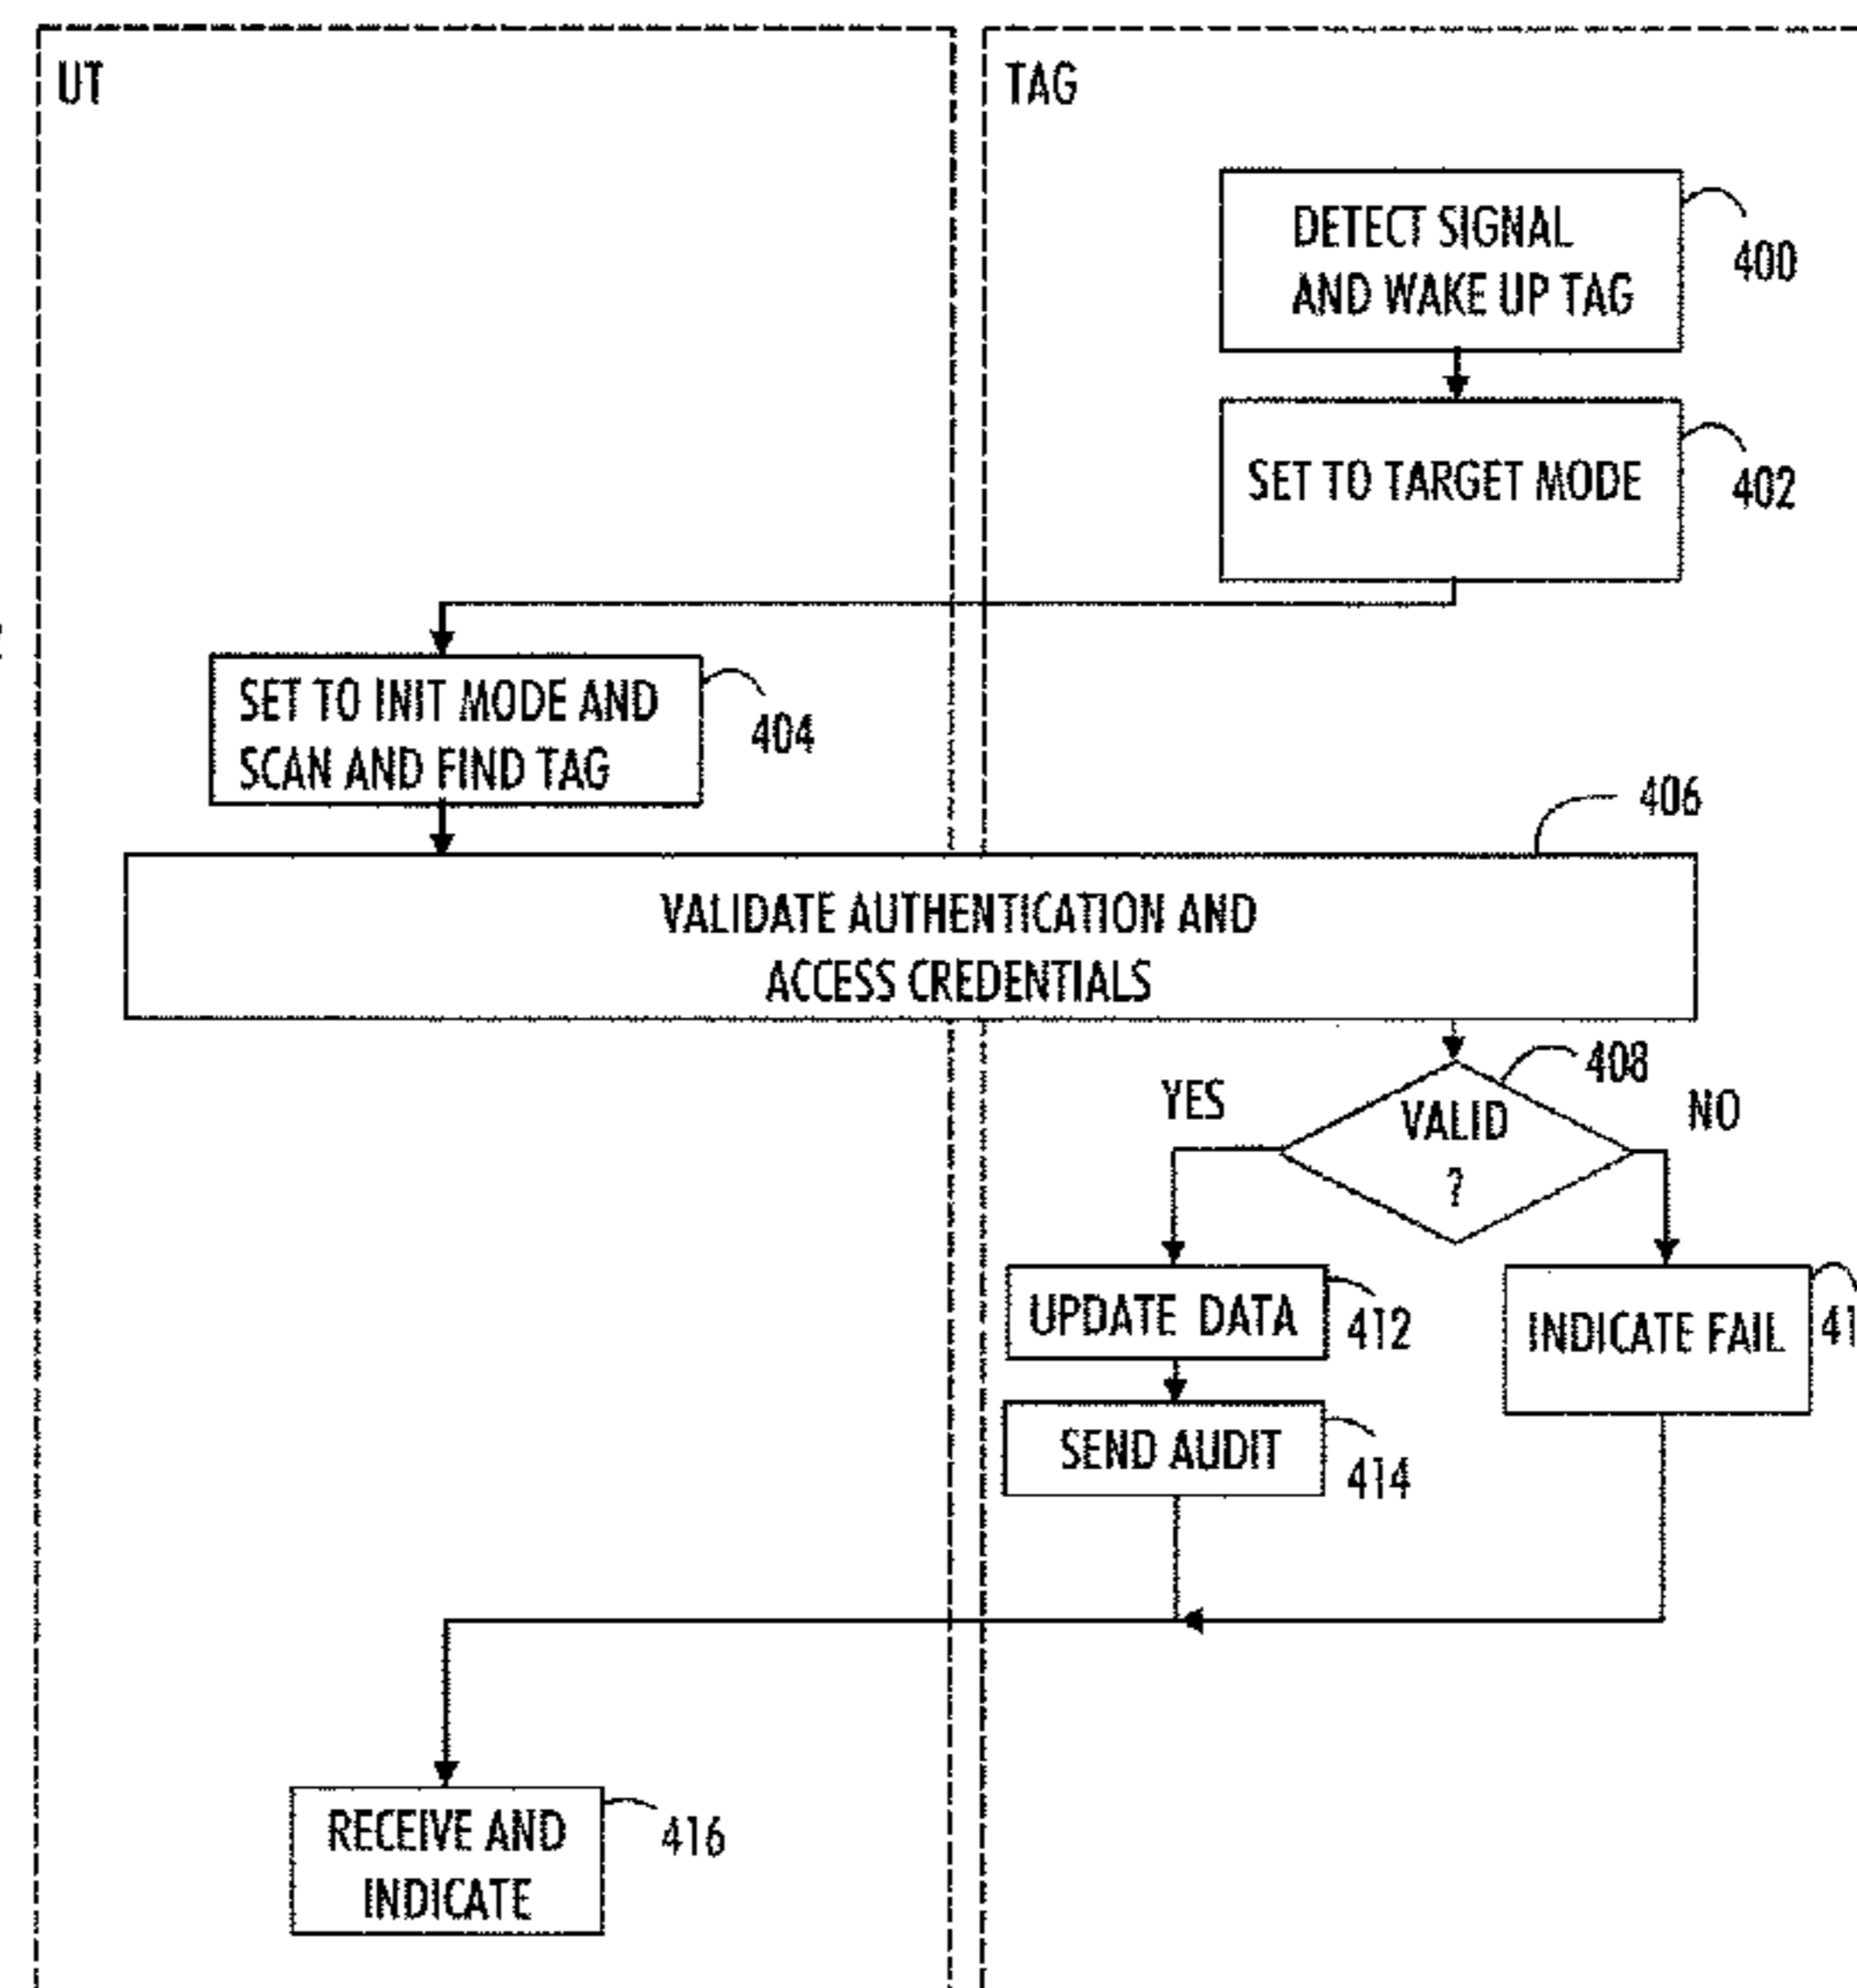 UT
TAG
DETECT SIGNAL
AND WAKE UP TAG
400
SET TO TARGET MODE
402
SET TO INIT MODE AND
SCAN AND FIND TAG
404
406
VALIDATE AUTHENTICATION AND
ACCESS CREDENTIALS
408
YES
VALID
?
NO
UPDATE DATA
412
INDICATE FAIL
41
SEND AUDIT
414
RECEIVE AND
INDICATE
416